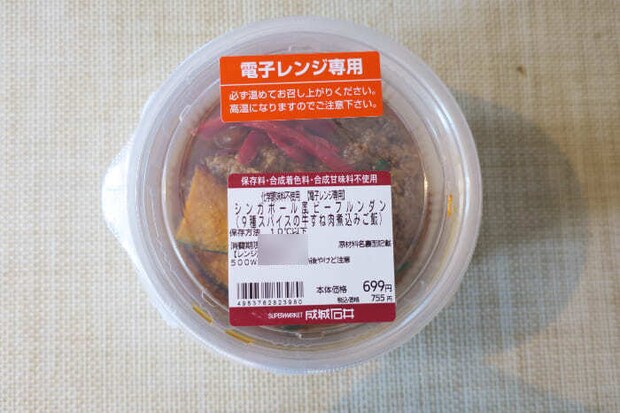 電子レンジ専用
必ず温めてお召し上がりください。
高温になりますのでご注意下さい。
保存料・合成着色料・合成甘味料不使用
化学調味料不使用 【電子レンジ専用】
シンガポール風ビーフルンダン
(9種スパイスの牛すね肉煮込みご飯)
保存方法 10℃以下
消費期限 原材料名裏面記載
【レンジ
500W 後やけど注意
本体価格 699円
税込価格 755円
4953762823980
SUPERMARKET 成城石井